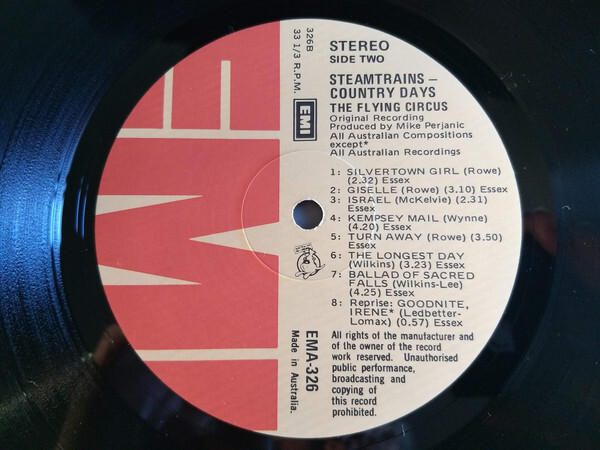 STEREO
SIDE TWO
326B
33 1/3 R.P.M.
STEAMTRAINS –
COUNTRY DAYS
THE FLYING CIRCUS
EMI
Original Recording
Produced by Mike Perjanic
All Australian Compositions
except*
All Australian Recordings
1: SILVERTOWN GIRL (Rowe)
(2.32) Essex
2: GISELLE (Rowe) (3.10) Essex
3: ISRAEL (McKelvie) (2.31)
Essex
4: KEMPSEY MAIL (Wynne)
(4.20) Essex
5: TURN AWAY (Rowe) (3.50)
Essex
6: THE LONGEST DAY
(Wilkins) (3.23) Essex
7: BALLAD OF SACRED
FALLS (Wilkins-Lee)
(4.25) Essex
8: Reprise: GOODNITE,
IRENE* (Ledbetter-
Lomax) (0.57) Essex
EMA-326
Made in Australia.
All rights of the manufacturer and
of the owner of the record
work reserved. Unauthorised
public performance,
broadcasting and
copying of
this record
prohibited.
EMI